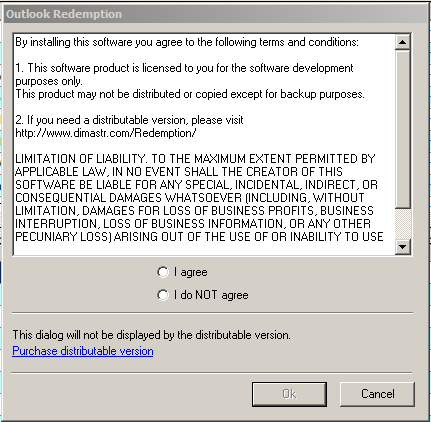 Outlook Redemption
By installing this software you agree to the following terms and conditions:
1. This software product is licensed to you for the software development
purposes only.
This product may not be distributed or copied except for backup purposes.
2. If you need a distributable version, please visit
http://www.dimastr.com/Redemption/
LIMITATION OF LIABILITY. TO THE MAXIMUM EXTENT PERMITTED BY
APPLICABLE LAW, IN NO EVENT SHALL THE CREATOR OF THIS
SOFTWARE BE LIABLE FOR ANY SPECIAL, INCIDENTAL, INDIRECT, OR
CONSEQUENTIAL DAMAGES WHATSOEVER (INCLUDING, WITHOUT
LIMITATION, DAMAGES FOR LOSS OF BUSINESS PROFITS, BUSINESS
INTERRUPTION, LOSS OF BUSINESS INFORMATION, OR ANY OTHER
PECUNIARY LOSS) ARISING OUT OF THE USE OF OR INABILITY TO USE
I agree
I do NOT agree
This dialog will not be displayed by the distributable version.
Purchase distributable version
Ok
Cancel